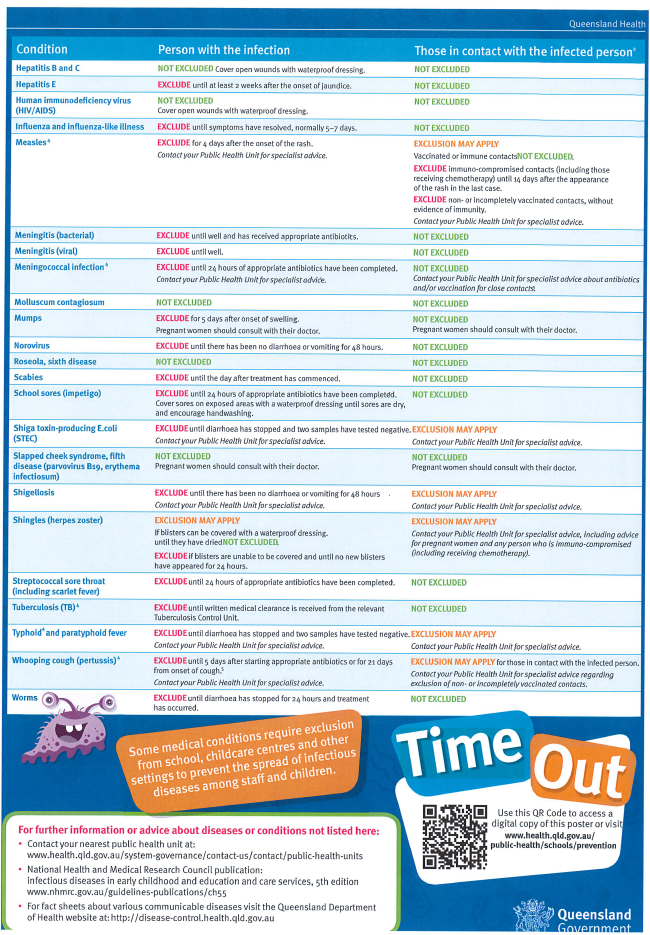 Queensland Health
Condition Person with the infection Those in contact with the infected person¹
Hepatitis B and C NOT EXCLUDED Cover open wounds with waterproof dressing. NOT EXCLUDED
Hepatitis E EXCLUDE until at least 2 weeks after the onset of jaundice. NOT EXCLUDED
Human immunodeficiency virus NOT EXCLUDED NOT EXCLUDED
(HIV/AIDS) Cover open wounds with waterproof dressing.
Influenza and influenza-like illness EXCLUDE until symptoms have resolved, normally 5–7 days. NOT EXCLUDED
Measles⁴ EXCLUDE for 4 days after the onset of the rash. EXCLUSION MAY APPLY
Contact your Public Health Unit for specialist advice. Vaccinated or immune contacts NOT EXCLUDED.
EXCLUDE immuno-compromised contacts (including those
receiving chemotherapy) until 14 days after the appearance
of the rash in the last case.
EXCLUDE non- or incompletely vaccinated contacts, without
evidence of immunity.
Contact your Public Health Unit for specialist advice.
Meningitis (bacterial) EXCLUDE until well and has received appropriate antibiotics. NOT EXCLUDED
Meningitis (viral) EXCLUDE until well. NOT EXCLUDED
Meningococcal infection⁴ EXCLUDE until 24 hours of appropriate antibiotics have been completed. NOT EXCLUDED
Contact your Public Health Unit for specialist advice. Contact your Public Health Unit for specialist advice about antibiotics
and/or vaccination for close contacts.
Molluscum contagiosum NOT EXCLUDED NOT EXCLUDED
Mumps EXCLUDE for 5 days after onset of swelling. NOT EXCLUDED
Pregnant women should consult with their doctor. Pregnant women should consult with their doctor.
Norovirus EXCLUDE until there has been no diarrhoea or vomiting for 48 hours. NOT EXCLUDED
Roseola, sixth disease NOT EXCLUDED NOT EXCLUDED
Scabies EXCLUDE until the day after treatment has commenced. NOT EXCLUDED
School sores (impetigo) EXCLUDE until 24 hours of appropriate antibiotics have been completed. NOT EXCLUDED
Cover sores on exposed areas with a waterproof dressing until sores are dry,
and encourage handwashing.
Shiga toxin-producing E.coli EXCLUDE until diarrhoea has stopped and two samples have tested negative. EXCLUSION MAY APPLY
(STEC) Contact your Public Health Unit for specialist advice. Contact your Public Health Unit for specialist advice.
Slapped cheek syndrome, fifth NOT EXCLUDED NOT EXCLUDED
disease (parvovirus B19, erythema Pregnant women should consult with their doctor. Pregnant women should consult with their doctor.
infectiosum)
Shigellosis EXCLUDE until there has been no diarrhoea or vomiting for 48 hours EXCLUSION MAY APPLY
Contact your Public Health Unit for specialist advice. Contact your Public Health Unit for specialist advice.
Shingles (herpes zoster) EXCLUSION MAY APPLY EXCLUSION MAY APPLY
If blisters can be covered with a waterproof dressing. Contact your Public Health Unit for specialist advice, including advice
until they have dried NOT EXCLUDED. for pregnant women and any person who is immuno-compromised
EXCLUDE if blisters are unable to be covered and until no new blisters (including receiving chemotherapy).
have appeared for 24 hours.
Streptococcal sore throat EXCLUDE until 24 hours of appropriate antibiotics have been completed. NOT EXCLUDED
(including scarlet fever)
Tuberculosis (TB)⁴ EXCLUDE until written medical clearance is received from the relevant NOT EXCLUDED
Tuberculosis Control Unit.
Typhoid⁴ and paratyphoid fever EXCLUDE until diarrhoea has stopped and two samples have tested negative. EXCLUSION MAY APPLY
Contact your Public Health Unit for specialist advice. Contact your Public Health Unit for specialist advice.
Whooping cough (pertussis)⁴ EXCLUDE until 5 days after starting appropriate antibiotics or for 21 days EXCLUSION MAY APPLY for those in contact with the infected person.
from onset of cough.⁵ Contact your Public Health Unit for specialist advice regarding
Contact your Public Health Unit for specialist advice. exclusion of non- or incompletely vaccinated contacts.
Worms EXCLUDE until diarrhoea has stopped for 24 hours and treatment NOT EXCLUDED
has occurred.
Some medical conditions require exclusion
from school, childcare centres and other
settings to prevent the spread of infectious
diseases among staff and children.
Time
Out
Use this QR Code to access a
digital copy of this poster or visit
www.health.qld.gov.au/
public-health/schools/prevention
For further information or advice about diseases or conditions not listed here:
• Contact your nearest public health unit at:
www.health.qld.gov.au/system-governance/contact-us/contact/public-health-units
• National Health and Medical Research Council publication:
infectious diseases in early childhood and education and care services, 5th edition
www.nhmrc.gov.au/guidelines-publications/ch55
• For fact sheets about various communicable diseases visit the Queensland Department
of Health website at: http://disease-control.health.qld.gov.au
Queensland
Government